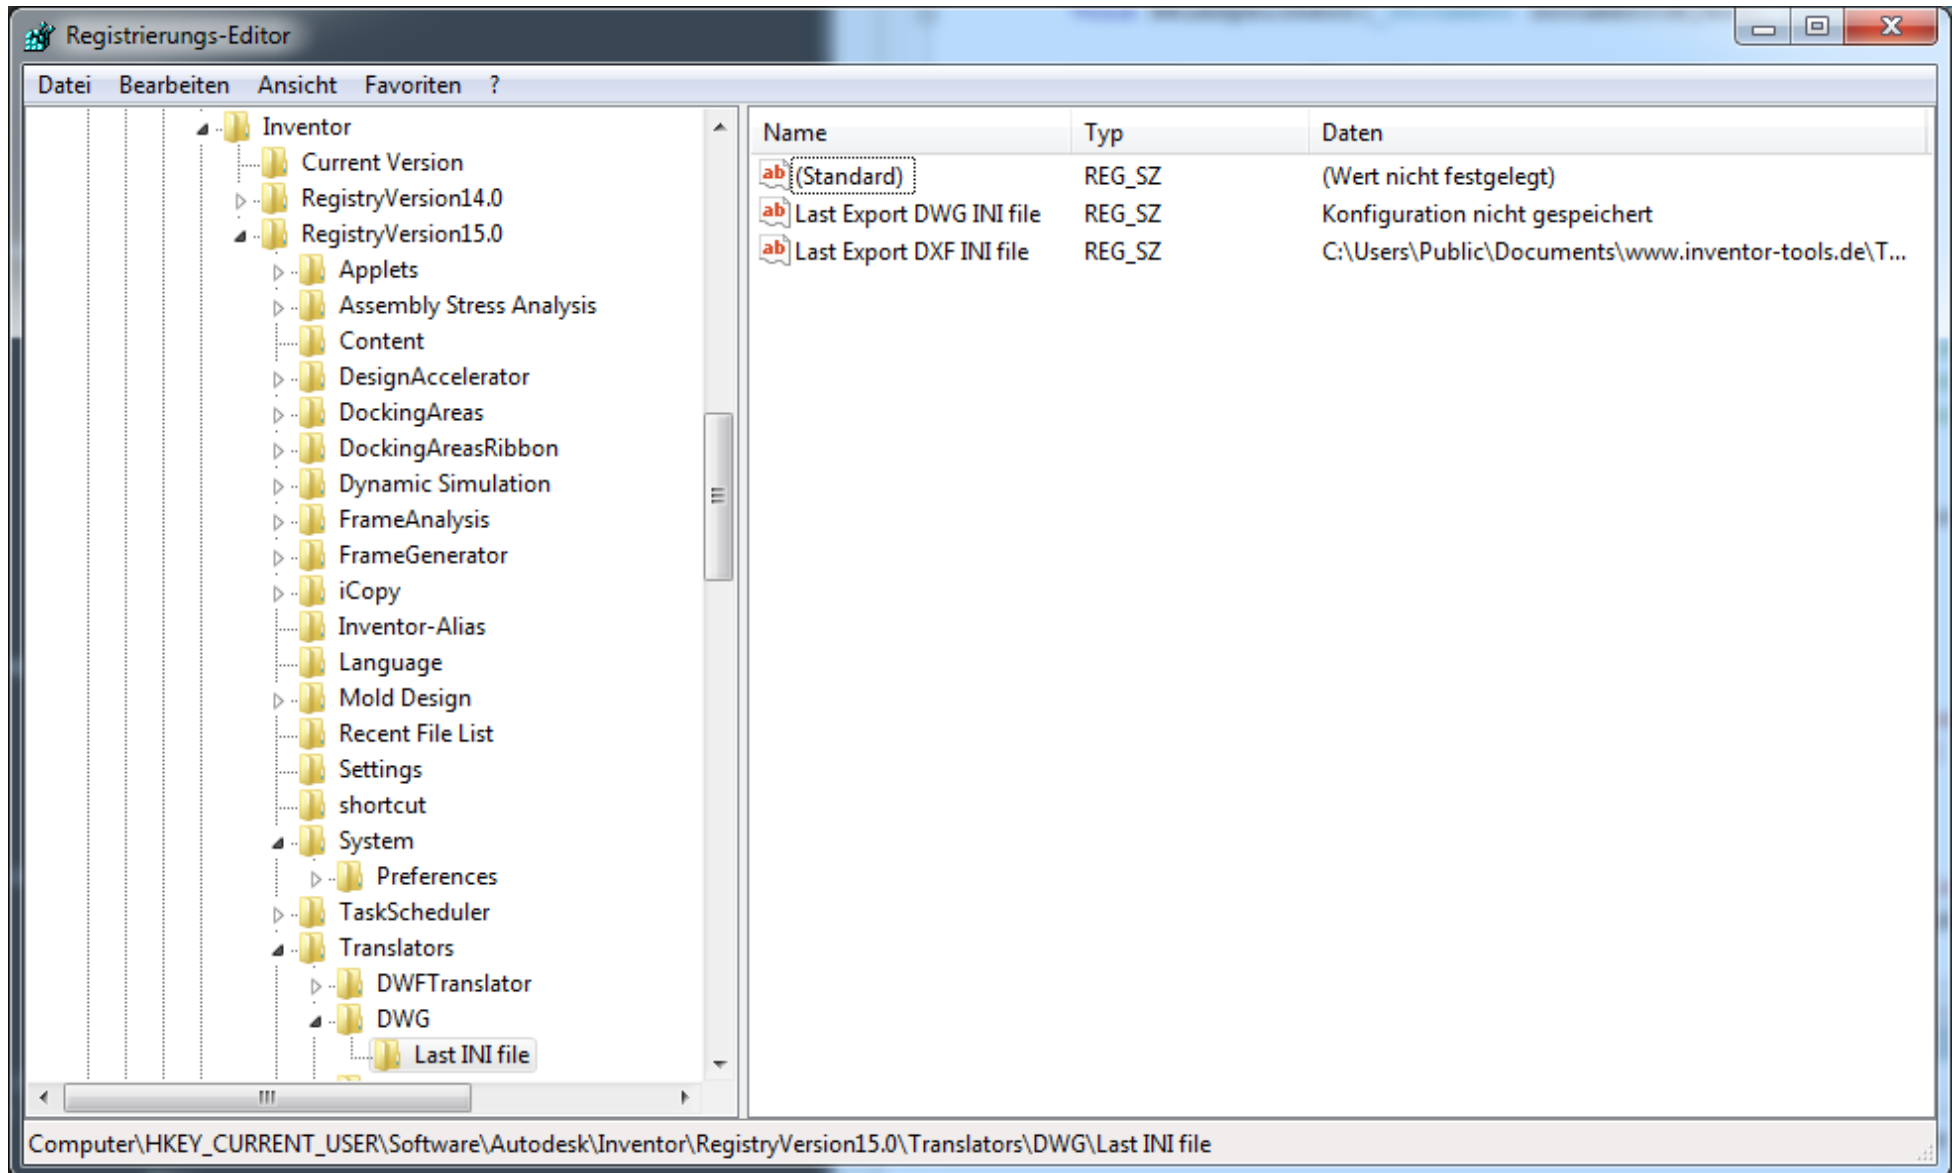 Registrierungs-Editor
Datei Bearbeiten Ansicht Favoriten ?
Inventor
Current Version
RegistryVersion14.0
RegistryVersion15.0
Applets
Assembly Stress Analysis
Content
DesignAccelerator
DockingAreas
DockingAreasRibbon
Dynamic Simulation
FrameAnalysis
FrameGenerator
iCopy
Inventor-Alias
Language
Mold Design
Recent File List
Settings
shortcut
System
Preferences
TaskScheduler
Translators
DWFTranslator
DWG
Last INI file
Name Typ Daten
ab (Standard) REG_SZ (Wert nicht festgelegt)
ab Last Export DWG INI file REG_SZ Konfiguration nicht gespeichert
ab Last Export DXF INI file REG_SZ C:\Users\Public\Documents\www.inventor-tools.de\T...
Computer\HKEY_CURRENT_USER\Software\Autodesk\Inventor\RegistryVersion15.0\Translators\DWG\Last INI file